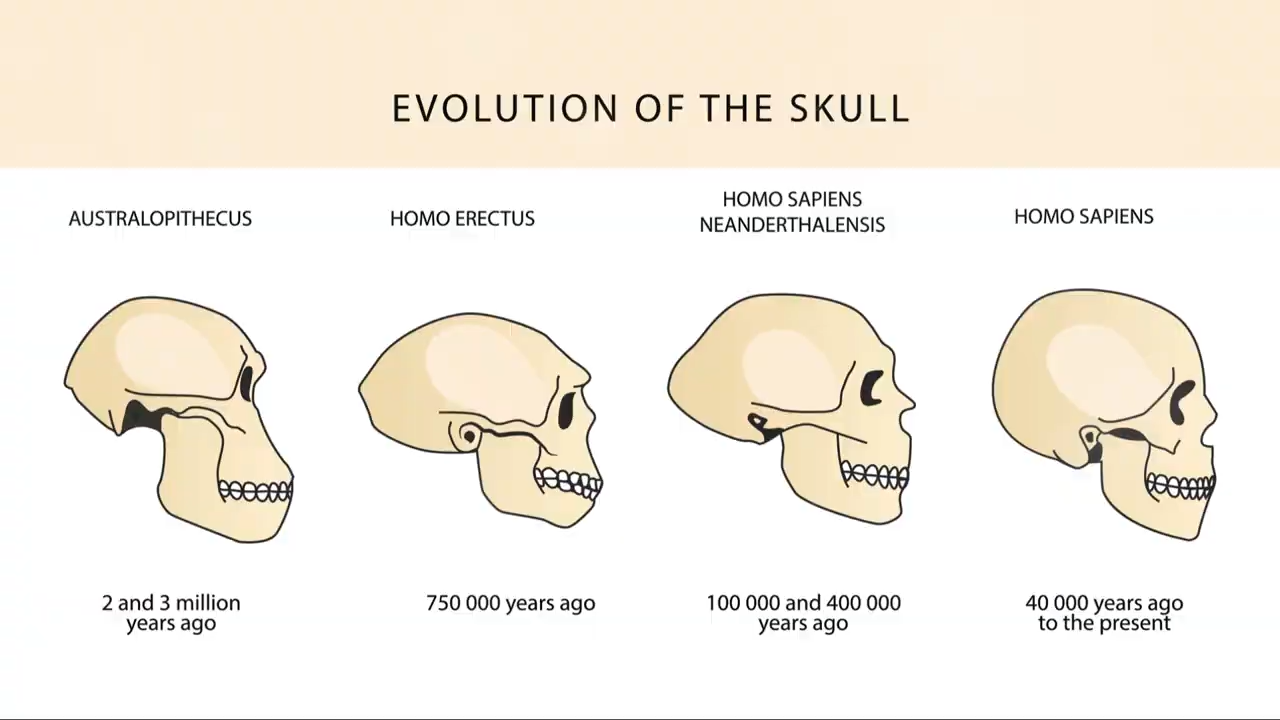 EVOLUTION OF THE SKULL
AUSTRALOPITHECUS
HOMO ERECTUS
HOMO SAPIENS
NEANDERTHALENSIS
HOMO SAPIENS
2 and 3 million
years ago
750 000 years ago
100 000 and 400 000
years ago
40 000 years ago
to the present